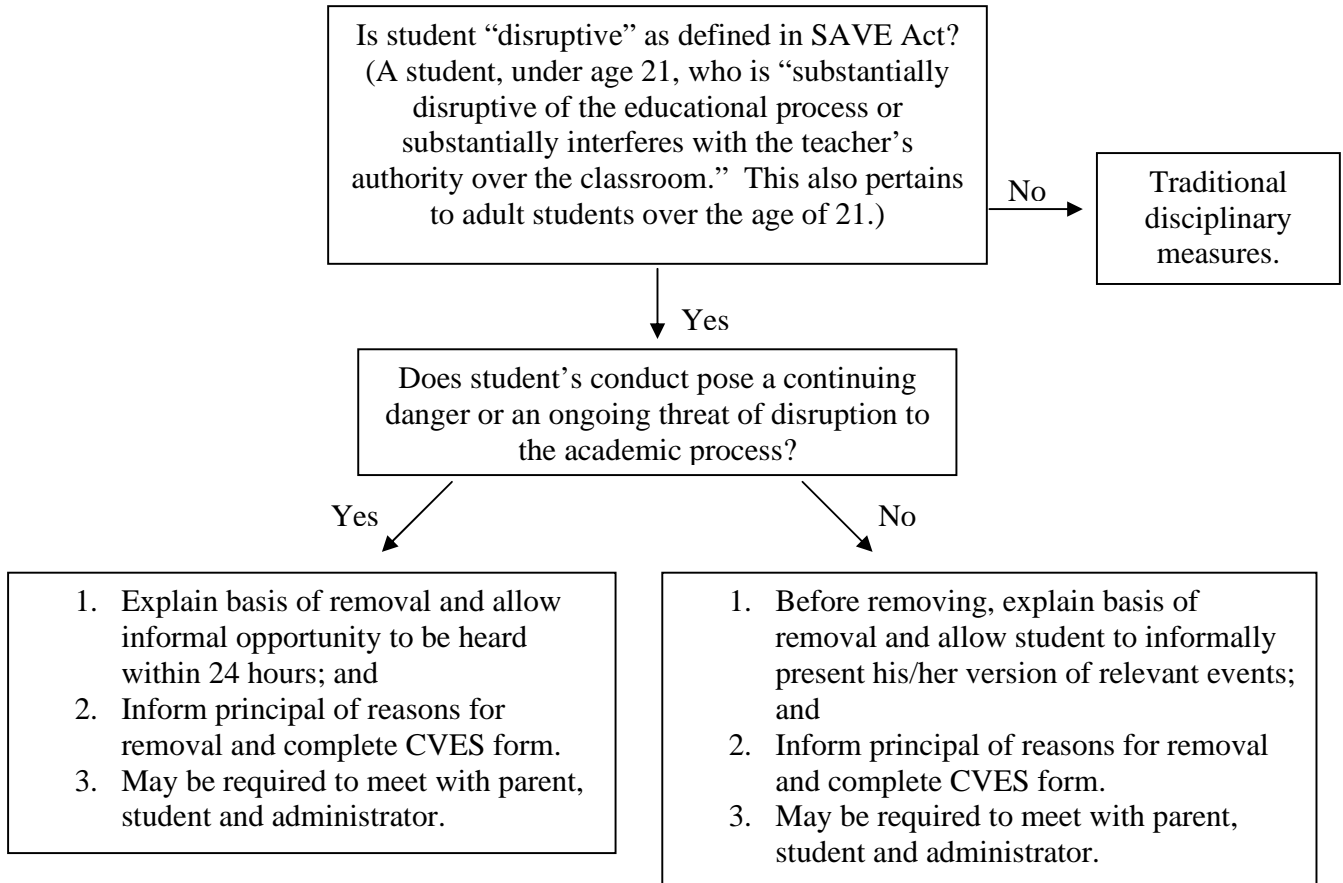 Is student “disruptive” as defined in SAVE Act?
(A student, under age 21, who is “substantially
disruptive of the educational process or
substantially interferes with the teacher’s
authority over the classroom.”  This also pertains
to adult students over the age of 21.)
No
Traditional
disciplinary
measures.
Yes
Does student’s conduct pose a continuing
danger or an ongoing threat of disruption to
the academic process?
Yes
No
1. Explain basis of removal and allow
informal opportunity to be heard
within 24 hours; and
2. Inform principal of reasons for
removal and complete CVES form.
3. May be required to meet with parent,
student and administrator.
1. Before removing, explain basis of
removal and allow student to informally
present his/her version of relevant events;
and
2. Inform principal of reasons for removal
and complete CVES form.
3. May be required to meet with parent,
student and administrator.